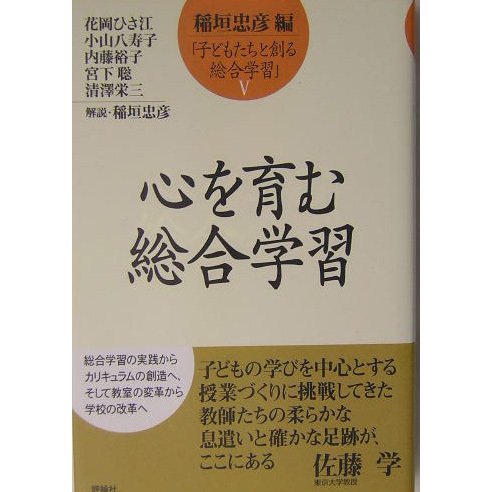 花岡ひさ江
小山八寿子
内藤裕子
宮下 聡
清澤栄三
解説・稲垣忠彦
稲垣忠彦 編
「子どもたちと創る
総合学習」
V
心を育む
総合学習
総合学習の実践から
カリキュラムの創造へ、
そして教室の変革から
学校の改革へ
子どもの学びを中心とする
授業づくりに挑戦してきた
教師たちの柔らかな
息遣いと確かな足跡が、
ここにある
佐藤 学
東京大学教授
評論社